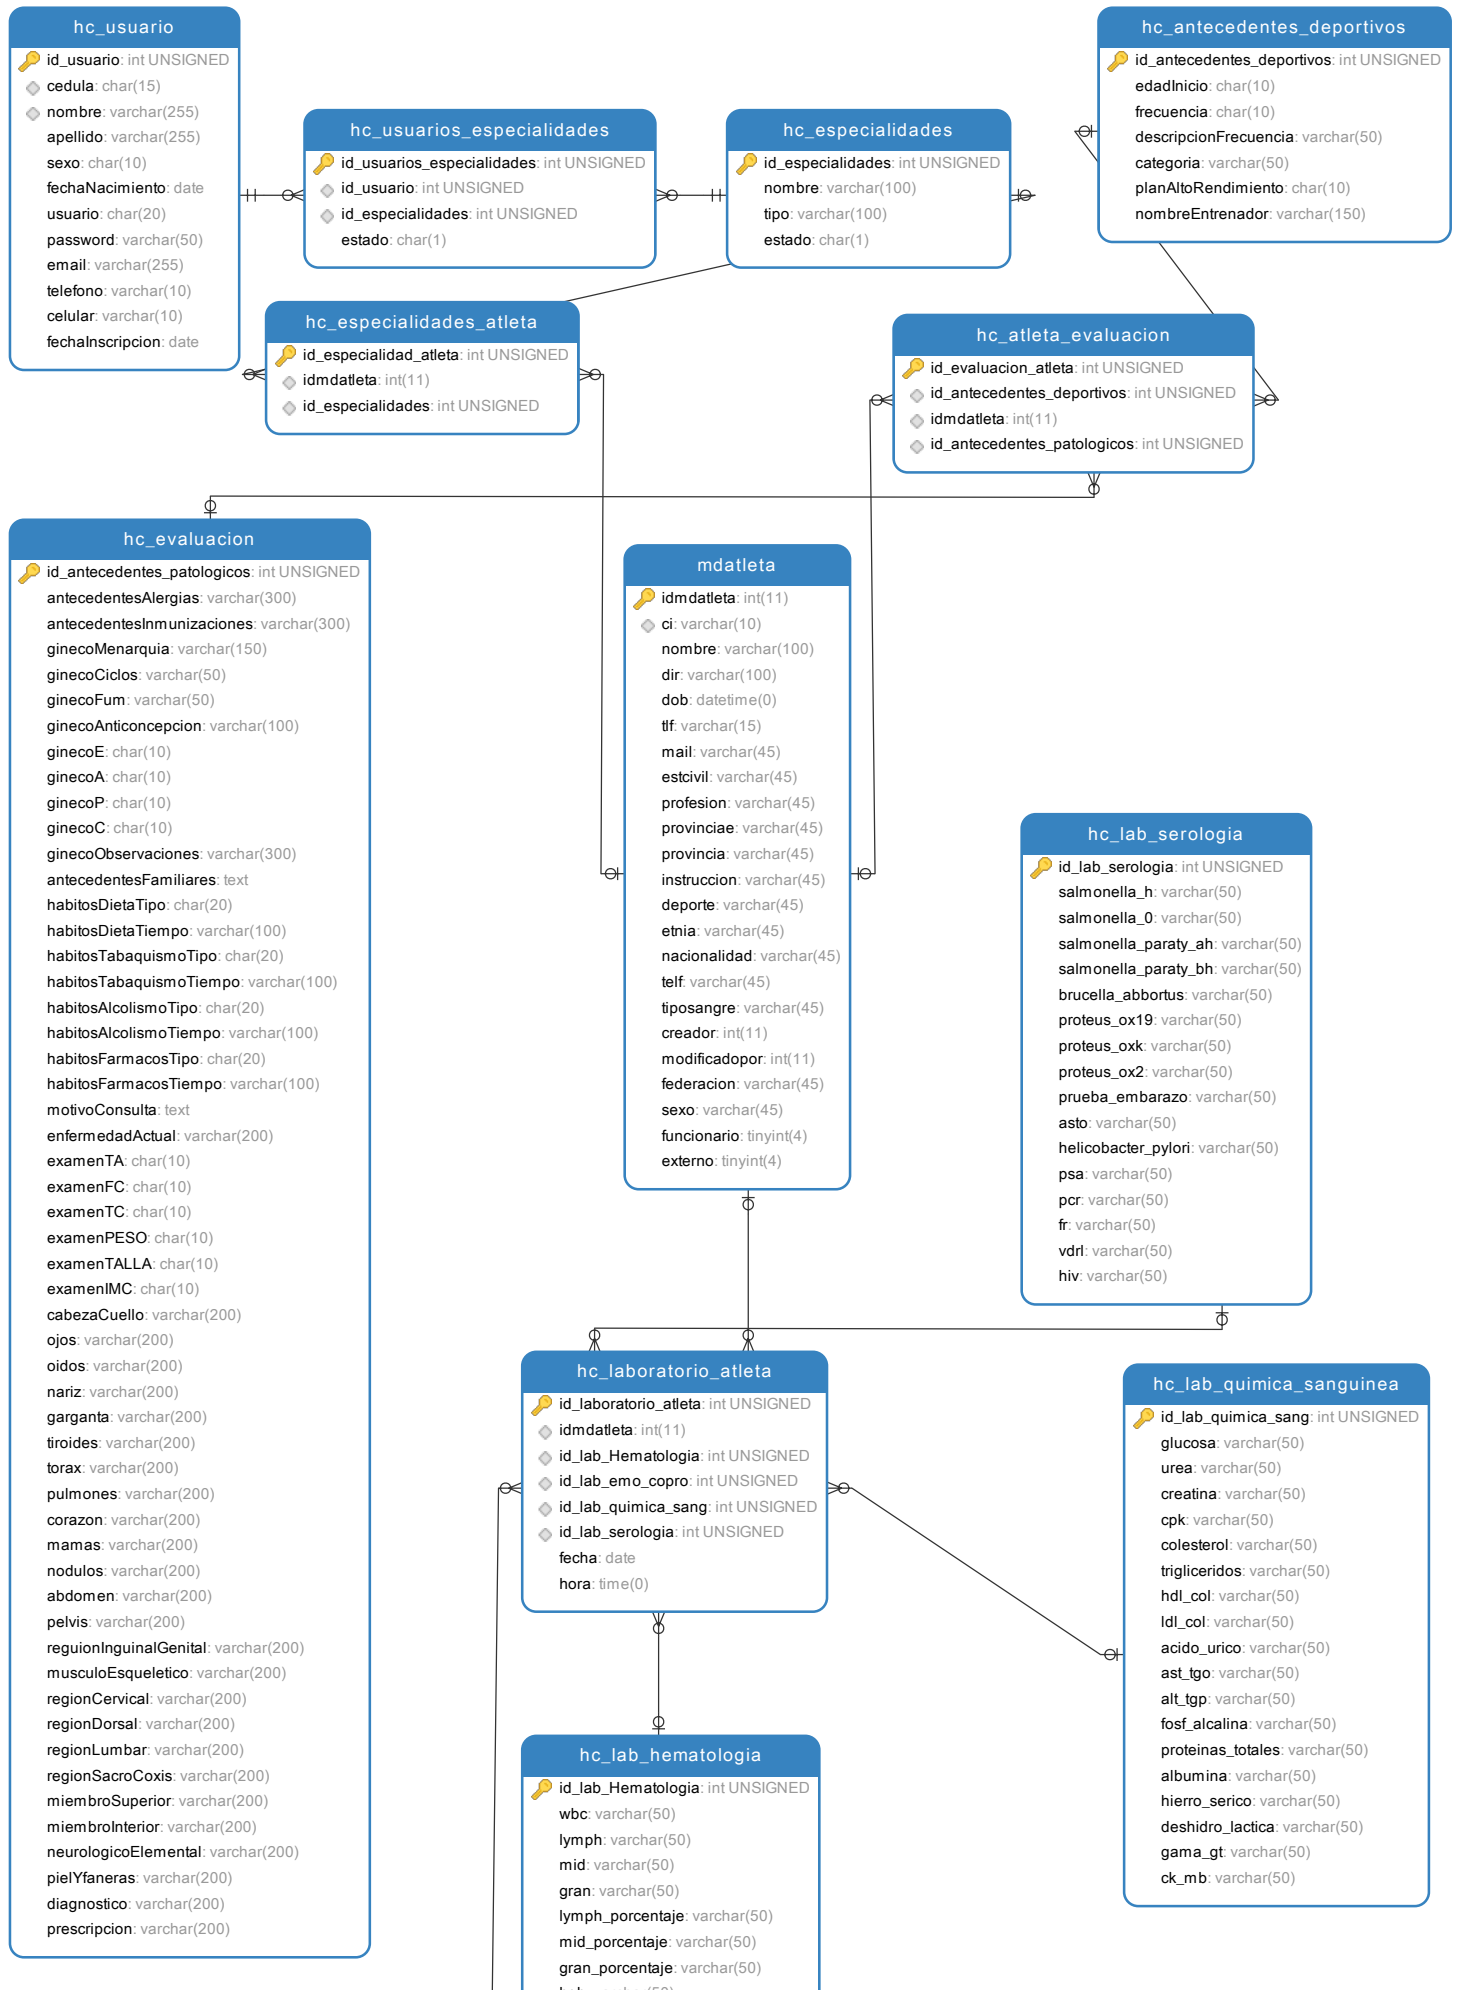 hc_usuario
id_usuario: int UNSIGNED
cedula: char(15)
nombre: varchar(255)
apellido: varchar(255)
sexo: char(10)
fechaNacimiento: date
usuario: char(20)
password: varchar(50)
email: varchar(255)
telefono: varchar(10)
celular: varchar(10)
fechaInscripcion: date
hc_usuarios_especialidades
id_usuarios_especialidades: int UNSIGNED
id_usuario: int UNSIGNED
id_especialidades: int UNSIGNED
estado: char(1)
hc_especialidades
id_especialidades: int UNSIGNED
nombre: varchar(100)
tipo: varchar(100)
estado: char(1)
hc_antecedentes_deportivos
id_antecedentes_deportivos: int UNSIGNED
edadInicio: char(10)
frecuencia: char(10)
descripcionFrecuencia: varchar(50)
categoria: varchar(50)
planAltoRendimiento: char(10)
nombreEntrenador: varchar(150)
hc_especialidades_atleta
id_especialidad_atleta: int UNSIGNED
idmdatleta: int(11)
id_especialidades: int UNSIGNED
hc_atleta_evaluacion
id_evaluacion_atleta: int UNSIGNED
id_antecedentes_deportivos: int UNSIGNED
idmdatleta: int(11)
id_antecedentes_patologicos: int UNSIGNED
hc_evaluacion
id_antecedentes_patologicos: int UNSIGNED
antecedentesAlergias: varchar(300)
antecedentesInmunizaciones: varchar(300)
ginecoMenarquia: varchar(150)
ginecoCiclos: varchar(50)
ginecoFum: varchar(50)
ginecoAnticoncepcion: varchar(100)
ginecoE: char(10)
ginecoA: char(10)
ginecoP: char(10)
ginecoC: char(10)
ginecoObservaciones: varchar(300)
antecedentesFamiliares: text
habitosDietaTipo: char(20)
habitosDietaTiempo: varchar(100)
habitosTabaquismoTipo: char(20)
habitosTabaquismoTiempo: varchar(100)
habitosAlcolismoTipo: char(20)
habitosAlcolismoTiempo: varchar(100)
habitosFarmacosTipo: char(20)
habitosFarmacosTiempo: varchar(100)
motivoConsulta: text
enfermedadActual: varchar(200)
examenTA: char(10)
examenFC: char(10)
examenTC: char(10)
examenPESO: char(10)
examenTALLA: char(10)
examenIMC: char(10)
cabezaCuello: varchar(200)
ojos: varchar(200)
oidos: varchar(200)
nariz: varchar(200)
garganta: varchar(200)
tiroides: varchar(200)
torax: varchar(200)
pulmones: varchar(200)
corazon: varchar(200)
mamas: varchar(200)
nodulos: varchar(200)
abdomen: varchar(200)
pelvis: varchar(200)
reguionInguinalGenital: varchar(200)
musculoEsqueletico: varchar(200)
regionCervical: varchar(200)
regionDorsal: varchar(200)
regionLumbar: varchar(200)
regionSacroCoxis: varchar(200)
miembroSuperior: varchar(200)
miembroInterior: varchar(200)
neurologicoElemental: varchar(200)
pielYfaneras: varchar(200)
diagnostico: varchar(200)
prescripcion: varchar(200)
mdatleta
idmdatleta: int(11)
ci: varchar(10)
nombre: varchar(100)
dir: varchar(100)
dob: datetime(0)
tlf: varchar(15)
mail: varchar(45)
estcivil: varchar(45)
profesion: varchar(45)
provinciae: varchar(45)
provincia: varchar(45)
instruccion: varchar(45)
deporte: varchar(45)
etnia: varchar(45)
nacionalidad: varchar(45)
telf: varchar(45)
tiposangre: varchar(45)
creador: int(11)
modificadopor: int(11)
federacion: varchar(45)
sexo: varchar(45)
funcionario: tinyint(4)
externo: tinyint(4)
hc_lab_serologia
id_lab_serologia: int UNSIGNED
salmonella_h: varchar(50)
salmonella_0: varchar(50)
salmonella_paraty_ah: varchar(50)
salmonella_paraty_bh: varchar(50)
brucella_abbortus: varchar(50)
proteus_ox19: varchar(50)
proteus_oxk: varchar(50)
proteus_ox2: varchar(50)
prueba_embarazo: varchar(50)
asto: varchar(50)
helicobacter_pylori: varchar(50)
psa: varchar(50)
pcr: varchar(50)
fr: varchar(50)
vdrl: varchar(50)
hiv: varchar(50)
hc_laboratorio_atleta
id_laboratorio_atleta: int UNSIGNED
idmdatleta: int(11)
id_lab_Hematologia: int UNSIGNED
id_lab_emo_copro: int UNSIGNED
id_lab_quimica_sang: int UNSIGNED
id_lab_serologia: int UNSIGNED
fecha: date
hora: time(0)
hc_lab_quimica_sanguinea
id_lab_quimica_sang: int UNSIGNED
glucosa: varchar(50)
urea: varchar(50)
creatina: varchar(50)
cpk: varchar(50)
colesterol: varchar(50)
trigliceridos: varchar(50)
hdl_col: varchar(50)
ldl_col: varchar(50)
acido_urico: varchar(50)
ast_tgo: varchar(50)
alt_tgp: varchar(50)
fosf_alcalina: varchar(50)
proteinas_totales: varchar(50)
albumina: varchar(50)
hierro_serico: varchar(50)
deshidro_lactica: varchar(50)
gama_gt: varchar(50)
ck_mb: varchar(50)
hc_lab_hematologia
id_lab_Hematologia: int UNSIGNED
wbc: varchar(50)
lymph: varchar(50)
mid: varchar(50)
gran: varchar(50)
lymph_porcentaje: varchar(50)
mid_porcentaje: varchar(50)
gran_porcentaje: varchar(50)